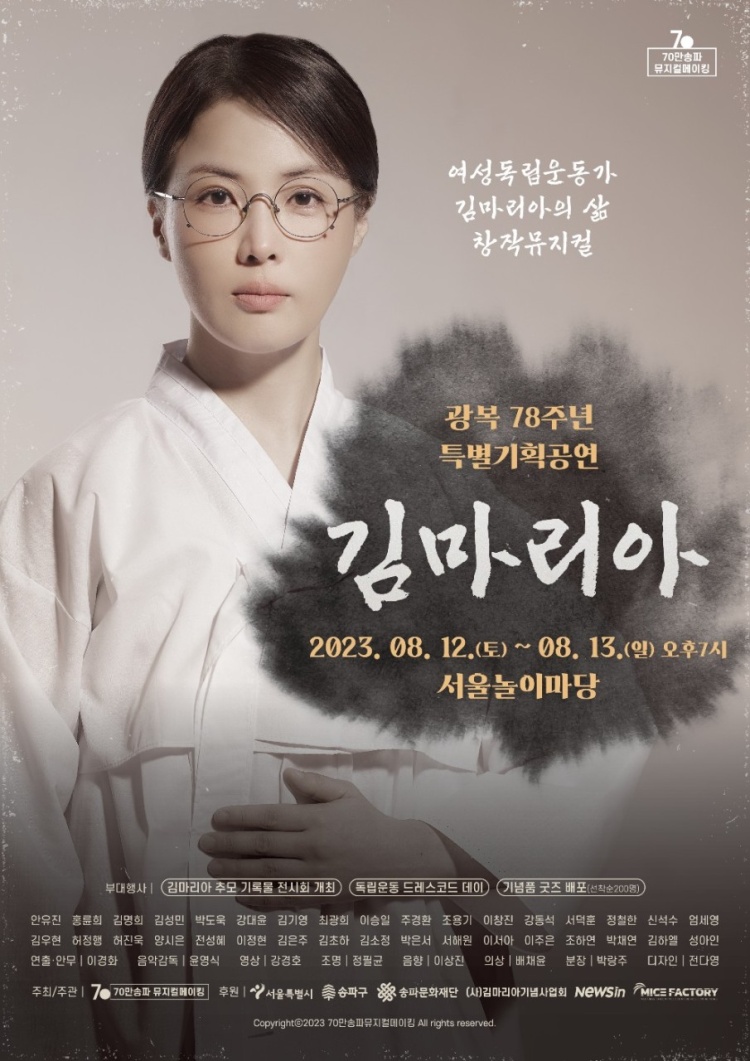 70
70만송파
뮤지컬메이킹
여성독립운동가
김마리아의 삶
창작뮤지컬
광복 78주년
특별기획공연
김마리아
2023. 08. 12.(토) ~ 08. 13.(일) 오후7시
서울놀이마당
부대행사 | 김마리아 추모 기록물 전시회 개최 독립운동 드레스코드 데이 기념품 굿즈 배포(선착순200명)
안유진 홍륜희 김명희 김성민 박도욱 강대윤 김기영 최광희 이승일 주경환 조용기 이창진 강동석 서덕훈 정철한 신석수 엄세영
김우현 허정행 허진욱 양시은 전성혜 이정현 김은주 김초하 김소정 박은서 서해원 이서아 이주은 조하연 박채연 김하엘 성아인
연출·안무 | 이경화 음악감독 | 윤영식 영상 | 강경호 조명 | 정필균 음향 | 이상진 의상 | 배채윤 분장 | 박랑주 디자인 | 전다영
주최/주관 | 70 70만송파 뮤지컬메이킹 후원 | 서울특별시 송파구 송파문화재단 (사)김마리아기념사업회 NEWSin MICE FACTORY
Copyrightⓒ2023 70만송파뮤지컬메이킹 All rights reserved.